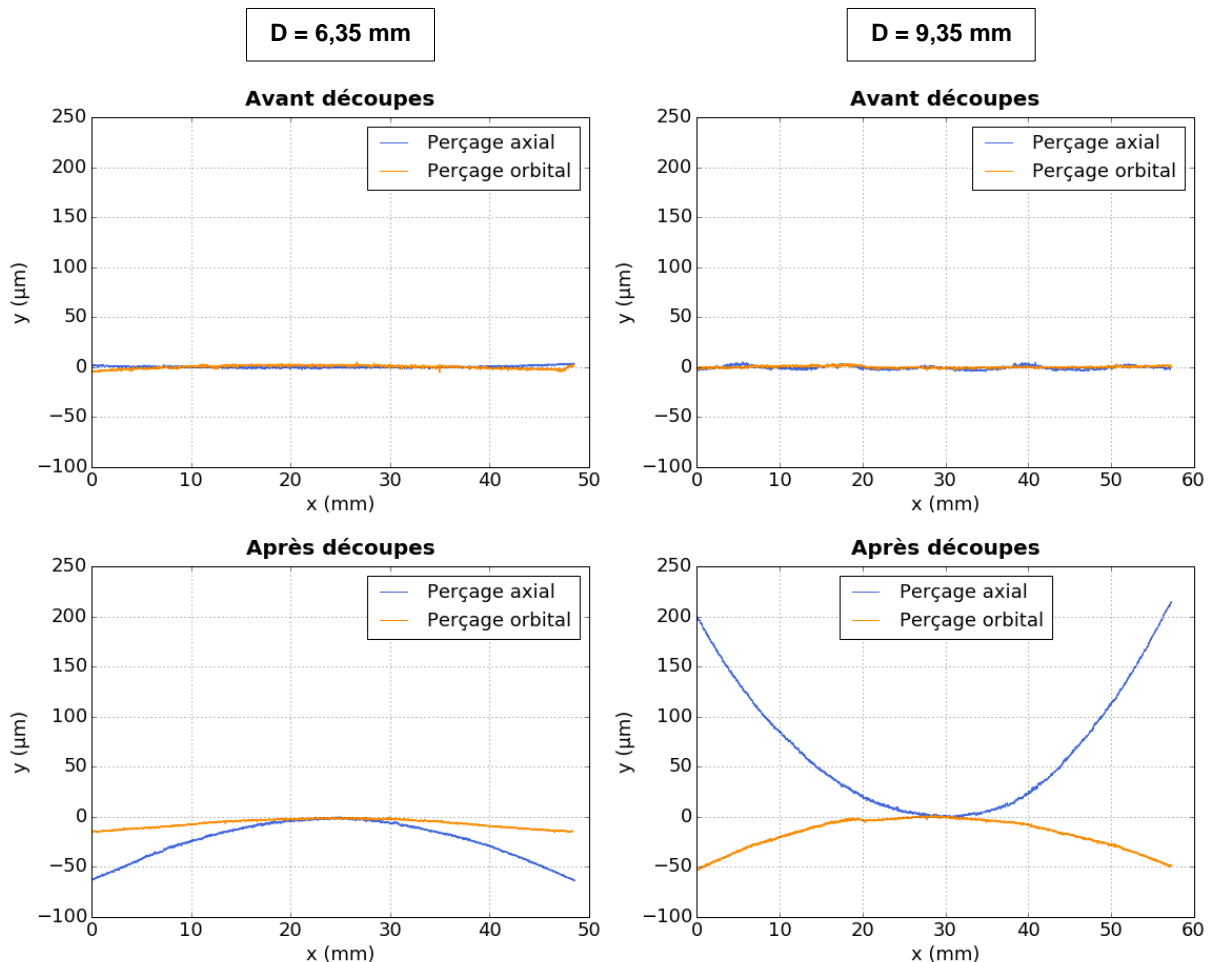 D = 6,35 mm
D = 9,35 mm
Avant découpes
250
200
150
100
50
0
−50
−100
y (µm)
Perçage axial
Perçage orbital
0 10 20 30 40 50
x (mm)
Avant découpes
250
200
150
100
50
0
−50
−100
y (µm)
Perçage axial
Perçage orbital
0 10 20 30 40 50 60
x (mm)
Après découpes
250
200
150
100
50
0
−50
−100
y (µm)
Perçage axial
Perçage orbital
0 10 20 30 40 50
x (mm)
Après découpes
250
200
150
100
50
0
−50
−100
y (µm)
Perçage axial
Perçage orbital
0 10 20 30 40 50 60
x (mm)